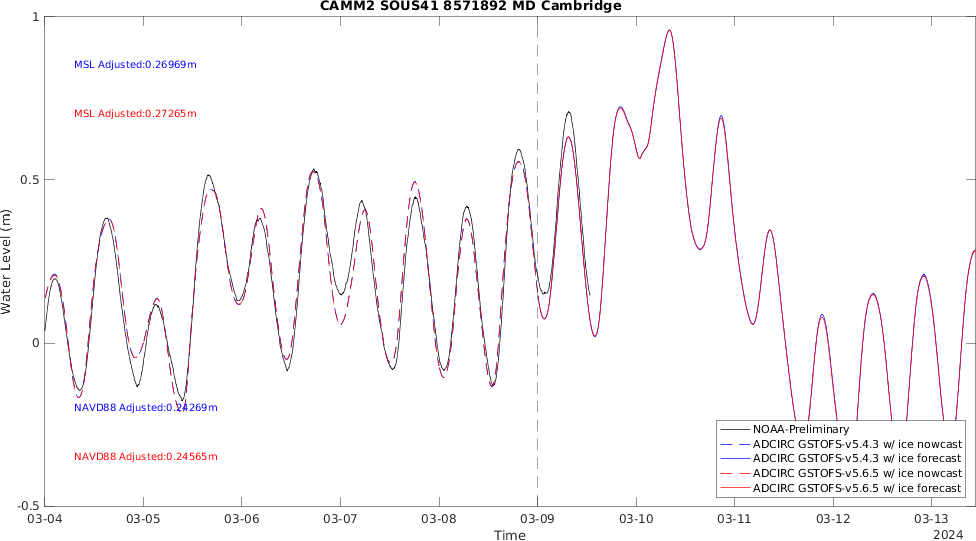 CAMM2 SOUS41 8571892 MD Cambridge
1
MSL Adjusted:0.26969m
MSL Adjusted:0.27265m
0.5
Water Level (m)
0
NAVD88 Adjusted:0.24269m
NAVD88 Adjusted:0.24565m
NOAA-Preliminary
ADCIRC GSTOFS-v5.4.3 w/ ice nowcast
ADCIRC GSTOFS-v5.4.3 w/ ice forecast
ADCIRC GSTOFS-v5.6.5 w/ ice nowcast
ADCIRC GSTOFS-v5.6.5 w/ ice forecast
-0.5
03-04 03-05 03-06 03-07 03-08 03-09 03-10 03-11 03-12 03-13
Time
2024